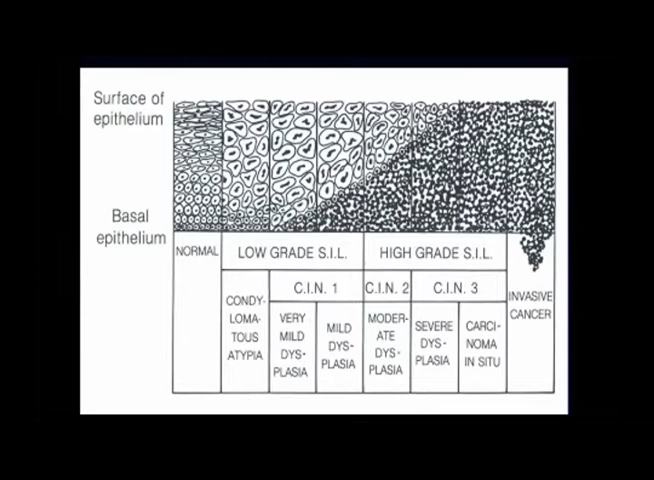 Surface of
epithelium
Basal
epithelium
NORMAL
LOW GRADE S.I.L.
HIGH GRADE S.I.L.
C.I.N. 1
C.I.N. 2
C.I.N. 3
INVASIVE
CANCER
CONDY-
LOMA-
TOUS
ATYPIA
VERY
MILD
DYS-
PLASIA
MILD
DYS-
PLASIA
MODER-
ATE
DYS-
PLASIA
SEVERE
DYS-
PLASIA
CARCI-
NOMA
IN SITU